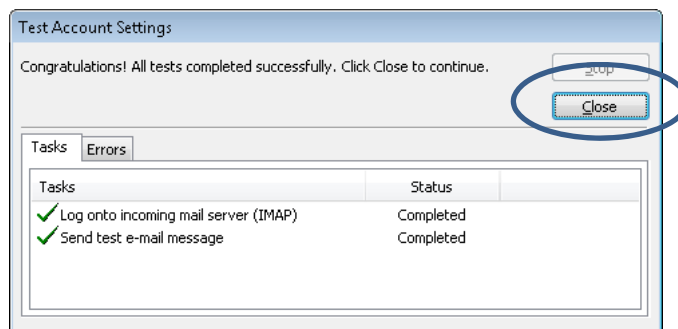 Test Account Settings
Congratulations! All tests completed successfully. Click Close to continue.
Stop
Close
Tasks Errors
Tasks Status
Log onto incoming mail server (IMAP) Completed
Send test e-mail message Completed